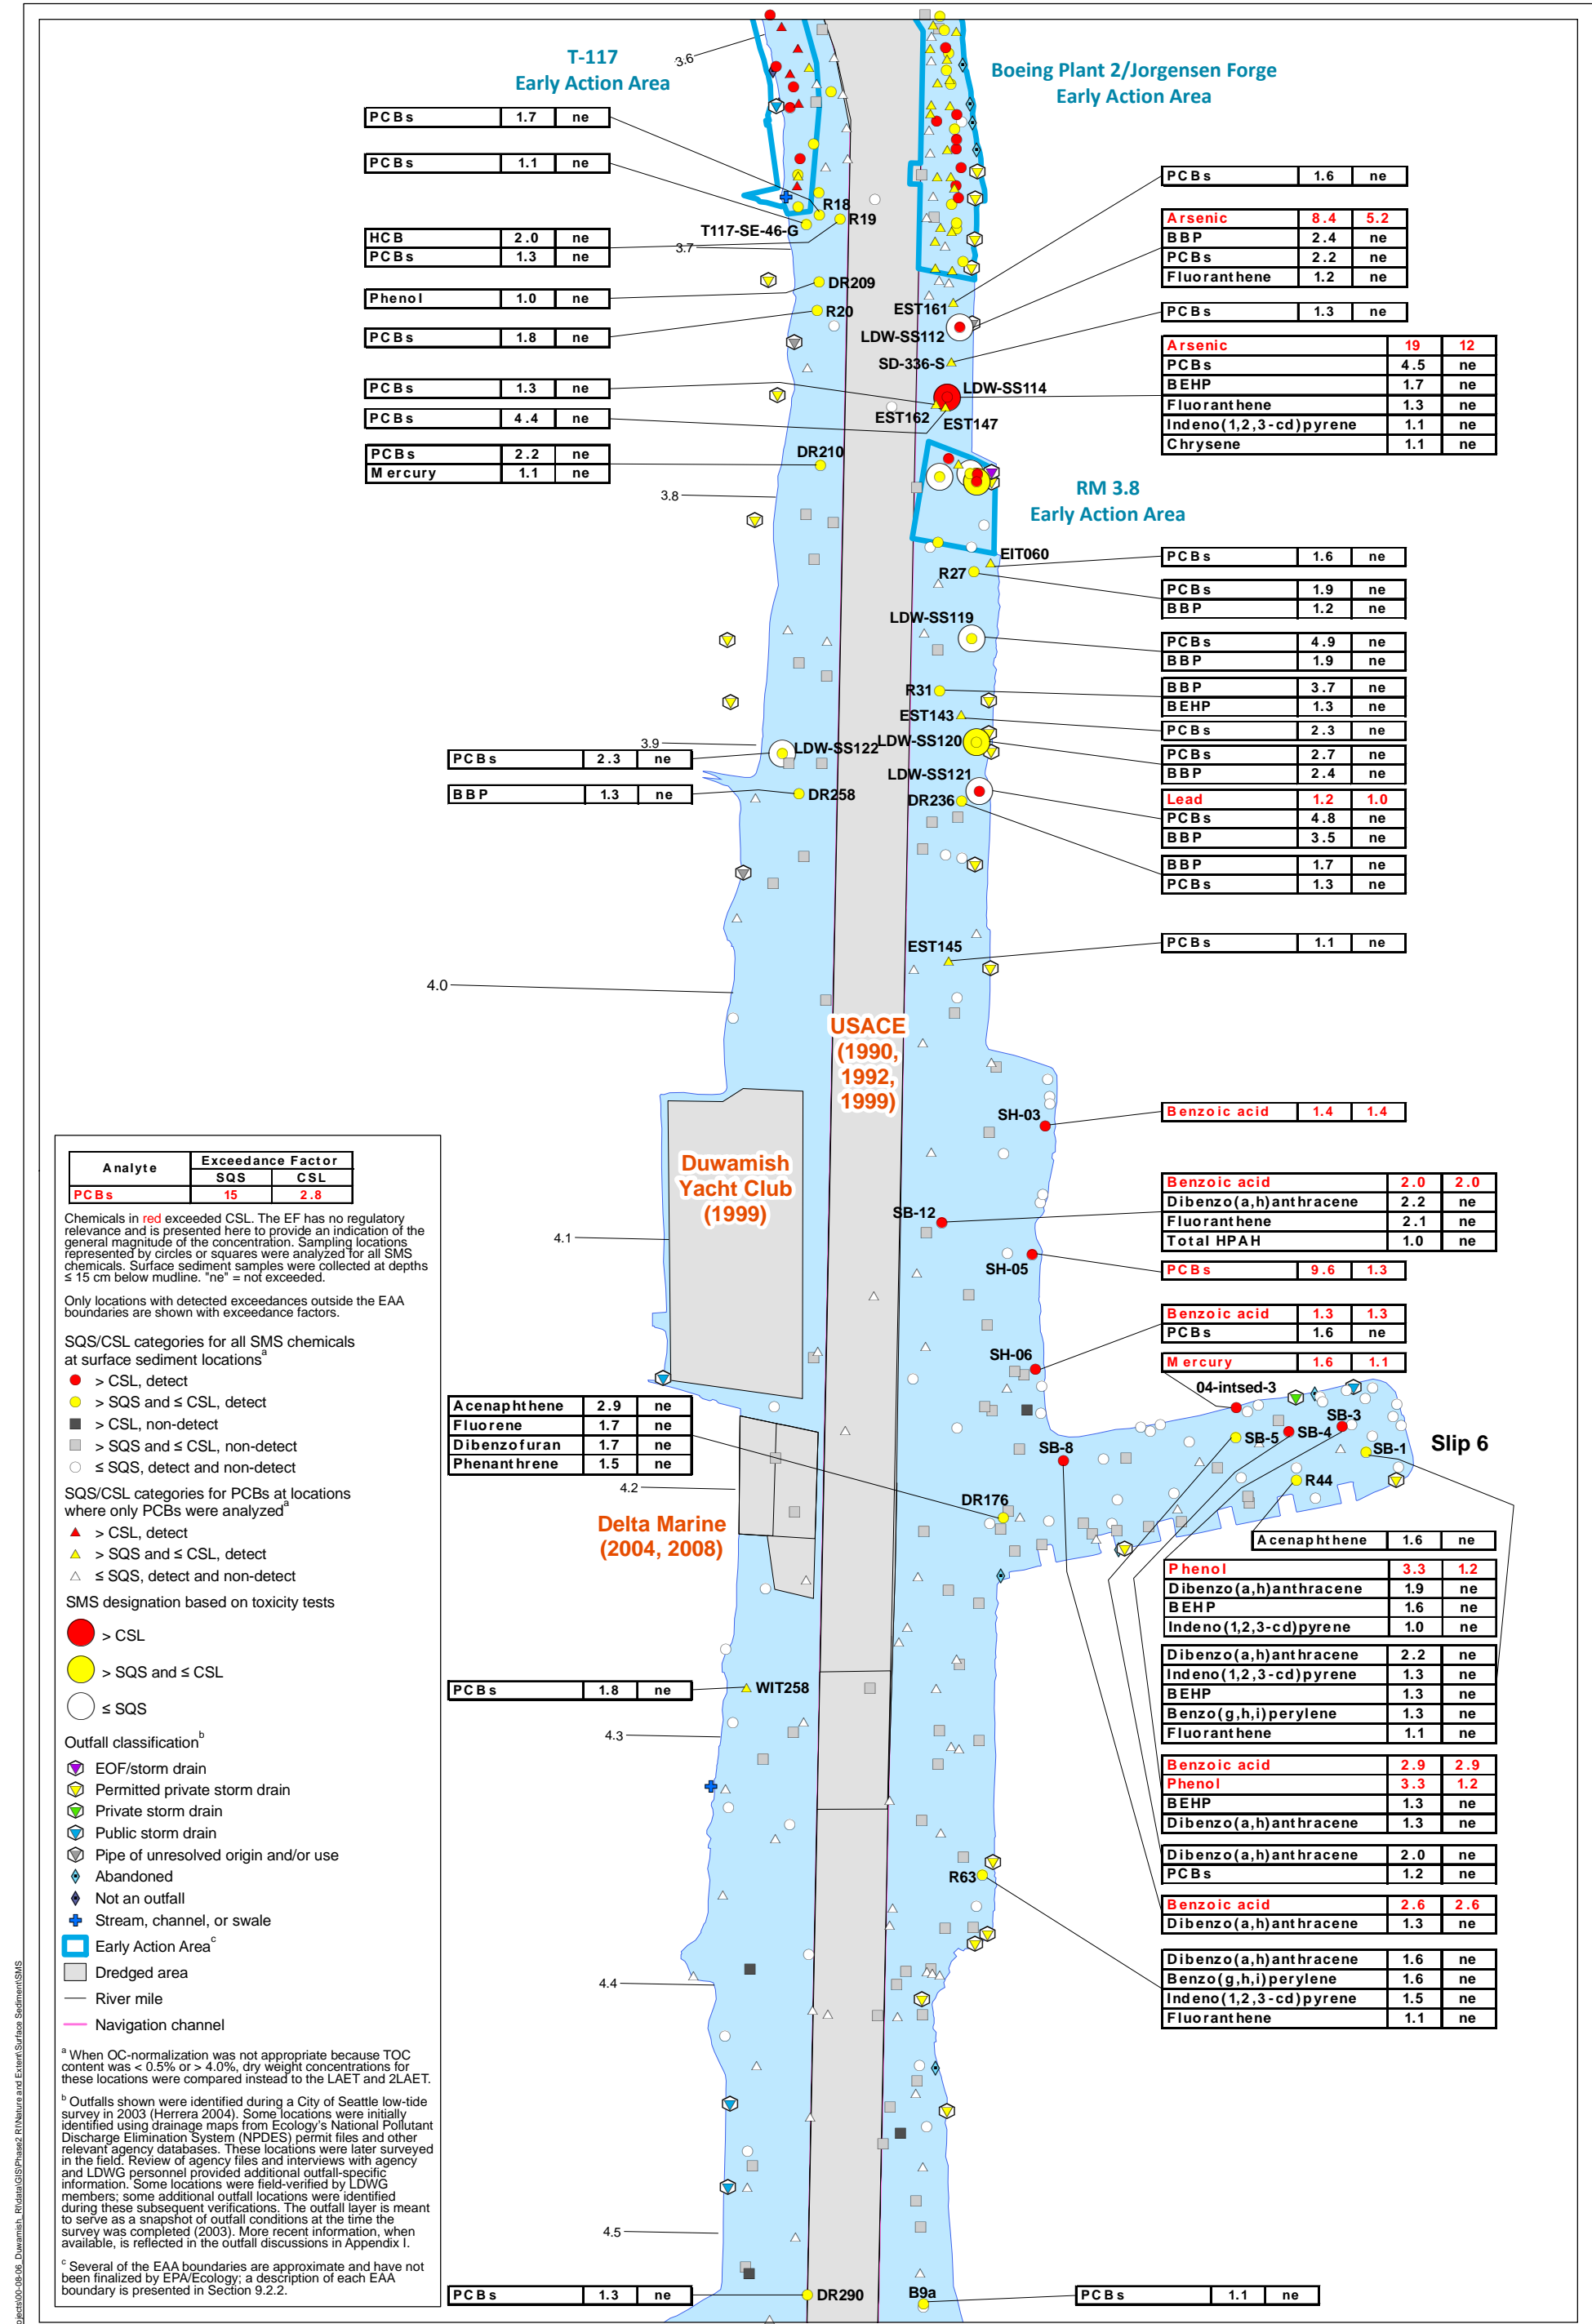 T-117
Early Action Area
3.6
Boeing Plant 2/Jorgensen Forge
Early Action Area
PCBs 1.7 ne
PCBs 1.1 ne
HCB 2.0 ne
PCBs 1.3 ne
Phenol 1.0 ne
PCBs 1.8 ne
PCBs 1.3 ne
PCBs 4.4 ne
PCBs 2.2 ne
Mercury 1.1 ne
R18
R19
T117-SE-46-G
3.7
DR209
R20
DR210
3.8
EST161
LDW-SS112
SD-336-S
LDW-SS114
EST162
EST147
PCBs 1.6 ne
Arsenic 8.4 5.2
BBP 2.4 ne
PCBs 2.2 ne
Fluoranthene 1.2 ne
PCBs 1.3 ne
Arsenic 19 12
PCBs 4.5 ne
BEHP 1.7 ne
Fluoranthene 1.3 ne
Indeno(1,2,3-cd)pyrene 1.1 ne
Chrysene 1.1 ne
RM 3.8
Early Action Area
EIT060
R27
LDW-SS119
R31
EST143
LDW-SS120
LDW-SS121
DR236
PCBs 1.6 ne
PCBs 1.9 ne
BBP 1.2 ne
PCBs 4.9 ne
BBP 1.9 ne
BBP 3.7 ne
BEHP 1.3 ne
PCBs 2.3 ne
PCBs 2.7 ne
BBP 2.4 ne
Lead 1.2 1.0
PCBs 4.8 ne
BBP 3.5 ne
BBP 1.7 ne
PCBs 1.3 ne
3.9
LDW-SS122
PCBs 2.3 ne
BBP 1.3 ne
DR258
EST145
PCBs 1.1 ne
4.0
USACE
(1990,
1992,
1999)
SH-03
Benzoic acid 1.4 1.4
Duwamish
Yacht Club
(1999)
4.1
SB-12
Benzoic acid 2.0 2.0
Dibenzo(a,h)anthracene 2.2 ne
Fluoranthene 2.1 ne
Total HPAH 1.0 ne
SH-05
PCBs 9.6 1.3
SH-06
Benzoic acid 1.3 1.3
PCBs 1.6 ne
Mercury 1.6 1.1
04-intsed-3
SB-3
SB-4
SB-5
SB-1
SB-8
R44
Slip 6
Acenaphthene 2.9 ne
Fluorene 1.7 ne
Dibenzofuran 1.7 ne
Phenanthrene 1.5 ne
4.2
DR176
Delta Marine
(2004, 2008)
Acenaphthene 1.6 ne
Phenol 3.3 1.2
Dibenzo(a,h)anthracene 1.9 ne
BEHP 1.6 ne
Indeno(1,2,3-cd)pyrene 1.0 ne
Dibenzo(a,h)anthracene 2.2 ne
Indeno(1,2,3-cd)pyrene 1.3 ne
BEHP 1.3 ne
Benzo(g,h,i)perylene 1.3 ne
Fluoranthene 1.1 ne
Benzoic acid 2.9 2.9
Phenol 3.3 1.2
BEHP 1.3 ne
Dibenzo(a,h)anthracene 1.3 ne
Dibenzo(a,h)anthracene 2.0 ne
PCBs 1.2 ne
Benzoic acid 2.6 2.6
Dibenzo(a,h)anthracene 1.3 ne
Dibenzo(a,h)anthracene 1.6 ne
Benzo(g,h,i)perylene 1.6 ne
Indeno(1,2,3-cd)pyrene 1.5 ne
Fluoranthene 1.1 ne
PCBs 1.8 ne
WIT258
4.3
R63
4.4
4.5
PCBs 1.3 ne
DR290
B9a
PCBs 1.1 ne
Analyte Exceedance Factor
SQS CSL
PCBs 15 2.8
Chemicals in red exceeded CSL. The EF has no regulatory
relevance and is presented here to provide an indication of the
general magnitude of the concentration. Sampling locations
represented by circles or squares were analyzed for all SMS
chemicals. Surface sediment samples were collected at depths
≤ 15 cm below mudline. "ne" = not exceeded.
Only locations with detected exceedances outside the EAA
boundaries are shown with exceedance factors.
SQS/CSL categories for all SMS chemicals
at surface sediment locations a
> CSL, detect
> SQS and ≤ CSL, detect
> CSL, non-detect
> SQS and ≤ CSL, non-detect
≤ SQS, detect and non-detect
SQS/CSL categories for PCBs at locations
where only PCBs were analyzed a
> CSL, detect
> SQS and ≤ CSL, detect
≤ SQS, detect and non-detect
SMS designation based on toxicity tests
> CSL
> SQS and ≤ CSL
≤ SQS
Outfall classification b
EOF/storm drain
Permitted private storm drain
Private storm drain
Public storm drain
Pipe of unresolved origin and/or use
Abandoned
Not an outfall
Stream, channel, or swale
Early Action Area c
Dredged area
River mile
Navigation channel
a When OC-normalization was not appropriate because TOC
content was < 0.5% or > 4.0%, dry weight concentrations for
these locations were compared instead to the LAET and 2LAET.
b Outfalls shown were identified during a City of Seattle low-tide
survey in 2003 (Herrera 2004). Some locations were initially
identified using drainage maps from Ecology's National Pollutant
Discharge Elimination System (NPDES) permit files and other
relevant agency databases. These locations were later surveyed
in the field. Review of agency files and interviews with agency
and LDWG personnel provided additional outfall-specific
information. Some locations were field-verified by LDWG
members; some additional outfall locations were identified
during these subsequent verifications. The outfall layer is meant
to serve as a snapshot of outfall conditions at the time the
survey was completed (2003). More recent information, when
available, is reflected in the outfall discussions in Appendix I.
c Several of the EAA boundaries are approximate and have not
been finalized by EPA/Ecology; a description of each EAA
boundary is presented in Section 9.2.2.